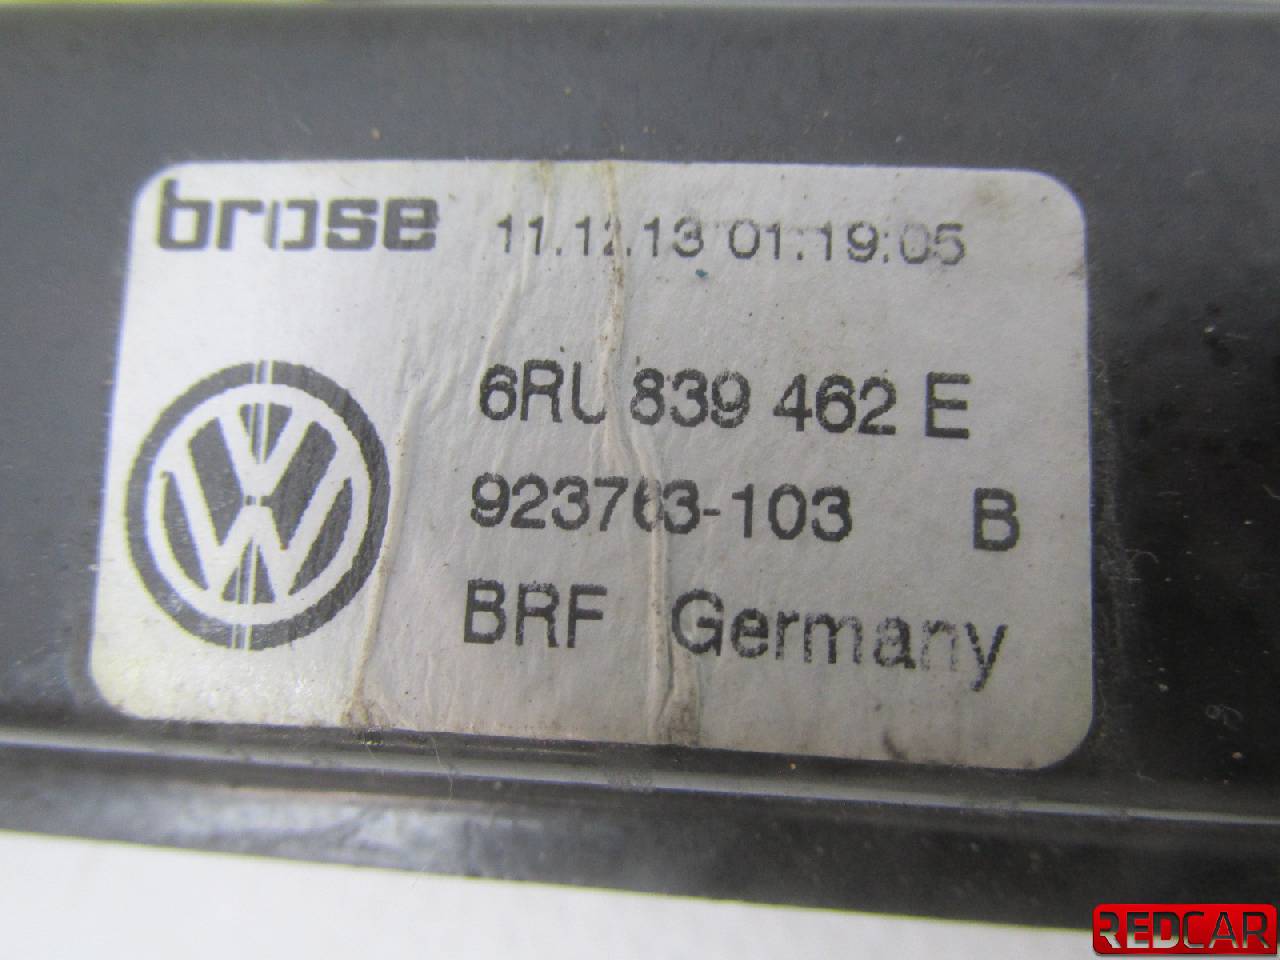 brose 11.12.13 01:19:05
6RU 839 462 E
923763-103 B
BRF Germany
REDCAR